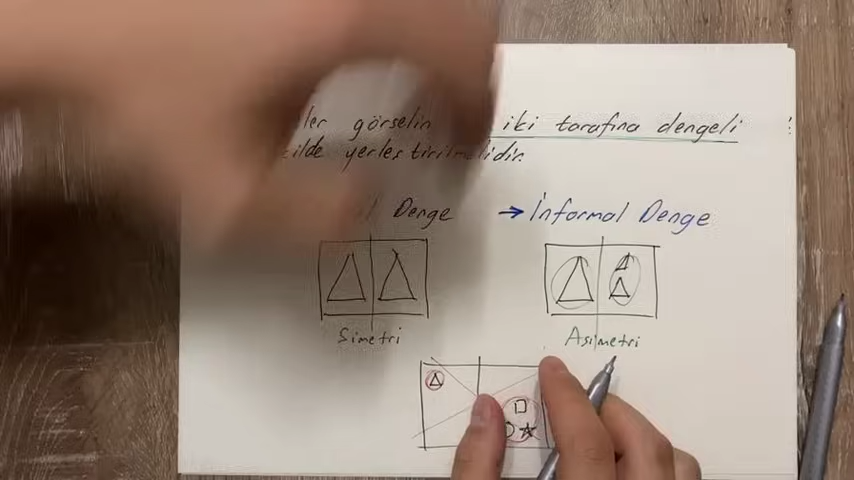 görselin iki tarafına dengeli
yerleştirilmelidir.
Denge → İnformal Denge
Simetri Asimetri